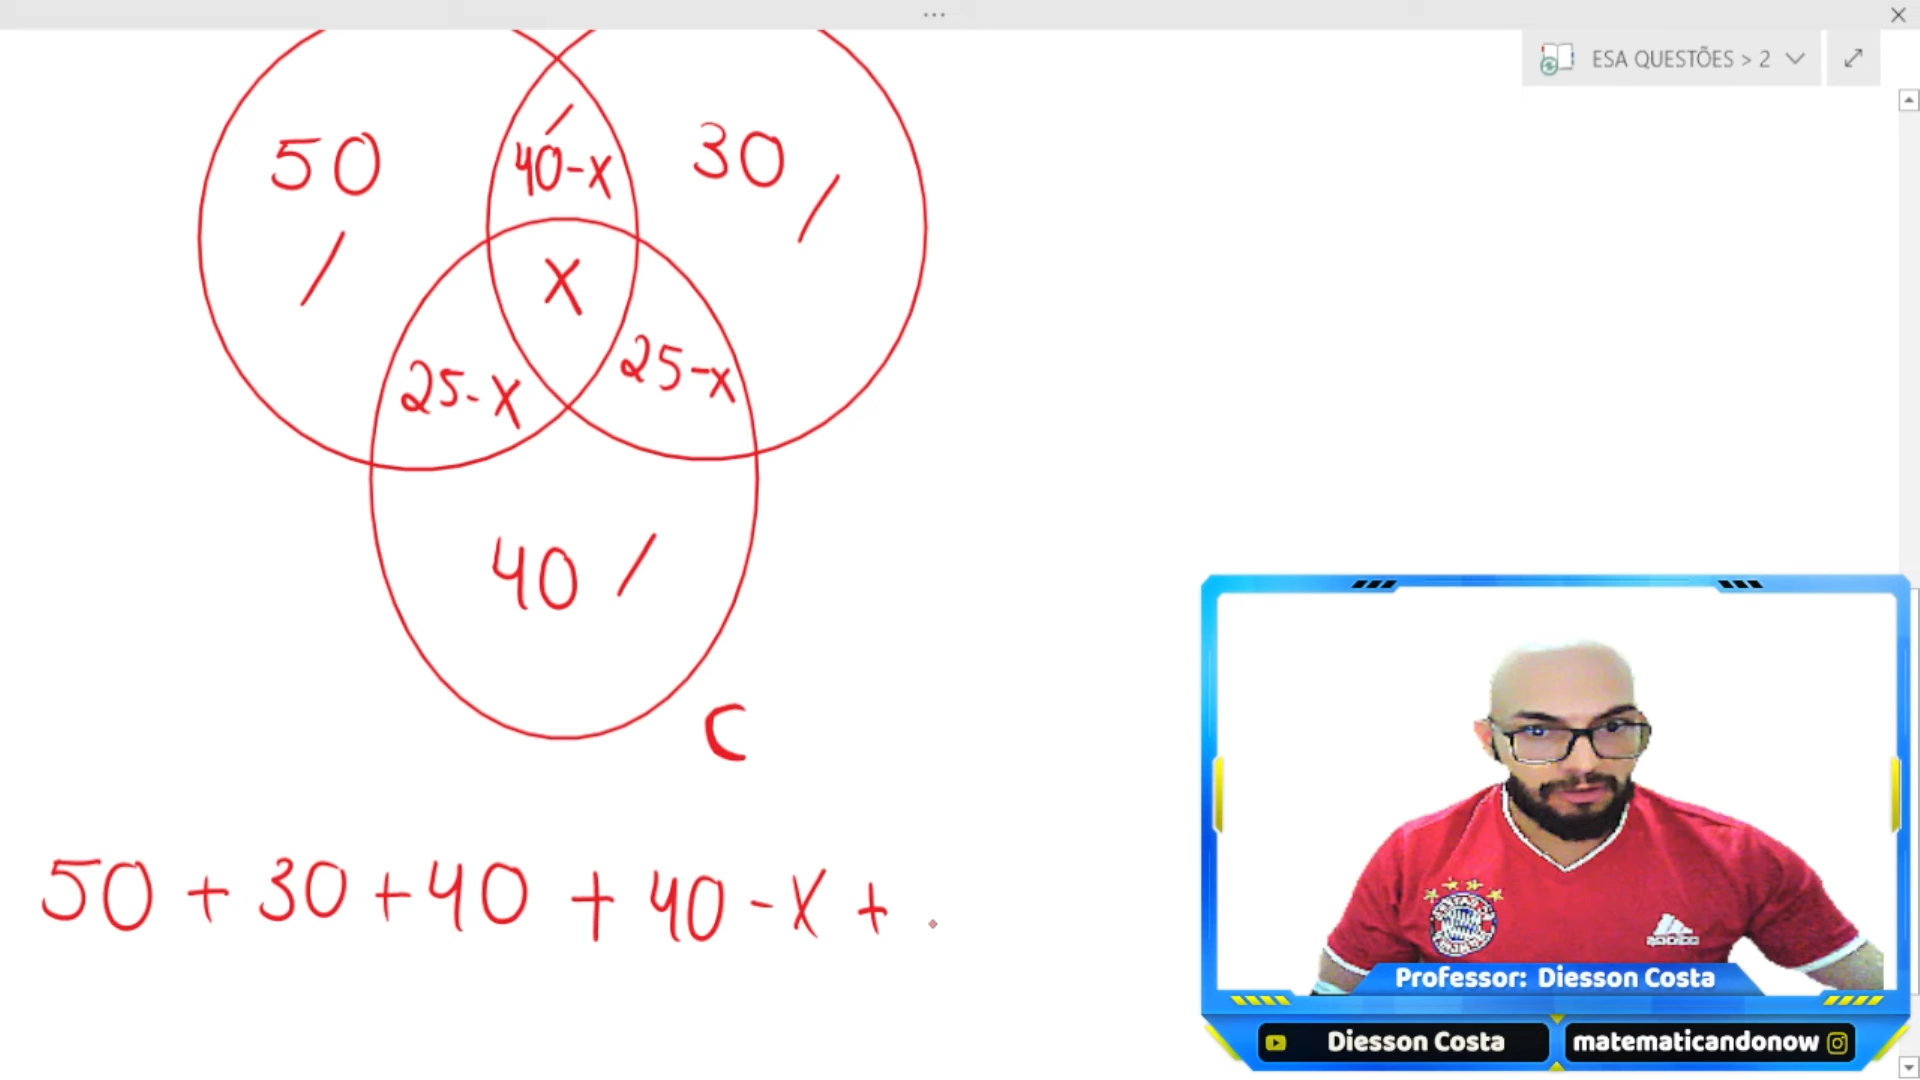 ...
ESA QUESTÕES > 2
50
40-x
30
X
25-X
25-x
40
C
50 + 30 + 40 + 40 - X +
Professor: Diesson Costa
Diesson Costa
matematicandonow